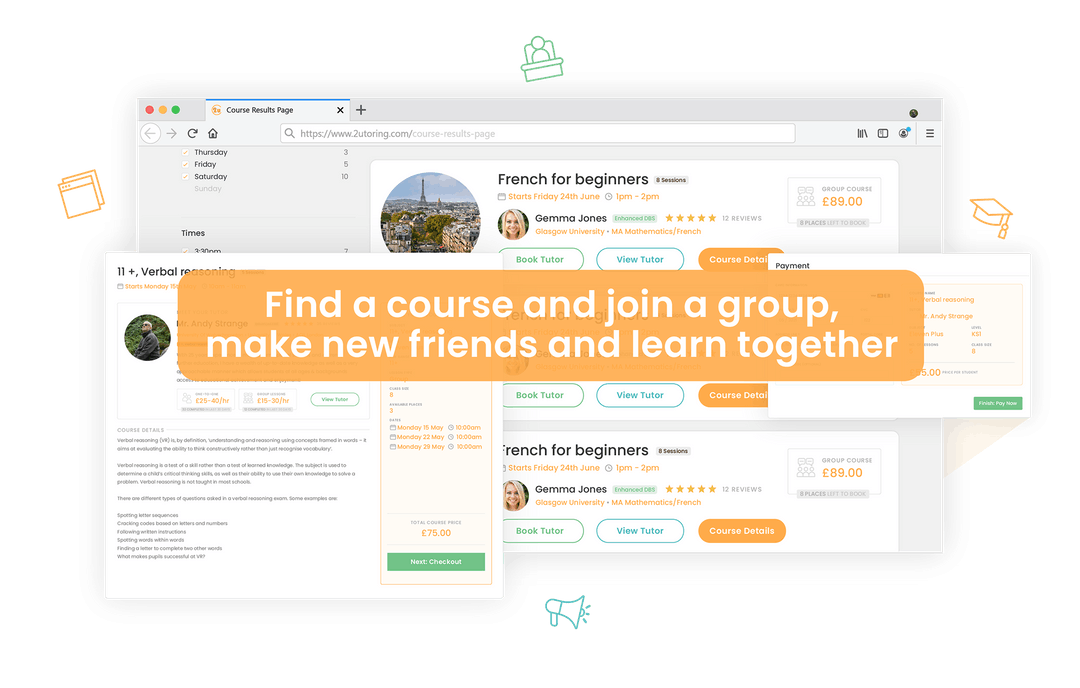 Course Results Page
https://www.2utoring.com/course-results-page
Thursday 3
Friday 5
Saturday 10
Sunday
Times
3:30pm 7
French for beginners 8 Sessions
Starts Friday 24th June 1pm - 2pm
Gemma Jones Enhanced DBS 12 REVIEWS
Glasgow University • MA Mathematics/French
Book Tutor View Tutor Course Detai
GROUP COURSE
£89.00
8 PLACES LEFT TO BOOK
11 +, Verbal reasoning
Starts Monday 15
Mr. Andy Strange
£25-40/hr
£15-30/hr
View Tutor
COURSE DETAILS
Verbal reasoning (VR) is, by definition, 'understanding and reasoning using concepts framed in words – it
aims at evaluating the ability to think constructively rather than just recognise vocabulary'.
Verbal reasoning is a test of a skill rather than a test of learned knowledge. The subject is used to
determine a child's critical thinking skills, as well as their ability to use their own knowledge to solve a
problem. Verbal reasoning is not taught in most schools.
There are different types of questions asked in a verbal reasoning exam. Some examples are:
Spotting letter sequences
Cracking codes based on letters and numbers
Following written instructions
Spotting words within words
Finding a letter to complete two other words
What makes pupils successful at VR?
CLASS SIZE
8
AVAILABLE PLACES
3
DATES
Monday 15 May 10:00am
Monday 22 May 10:00am
Monday 29 May 10:00am
TOTAL COURSE PRICE
£75.00
Next: Checkout
Find a course and join a group,
make new friends and learn together
Payment
Verbal reasoning
Andy Strange
Plus
LEVEL
KS1
CLASS SIZE
8
5.00 PRICE PER STUDENT
Finish: Pay Now
Book Tutor View Tutor Course Detai
French for beginners 8 Sessions
Starts Friday 24th June 1pm - 2pm
Gemma Jones Enhanced DBS 12 REVIEWS
Glasgow University • MA Mathematics/French
Book Tutor View Tutor Course Details
GROUP COURSE
£89.00
8 PLACES LEFT TO BOOK